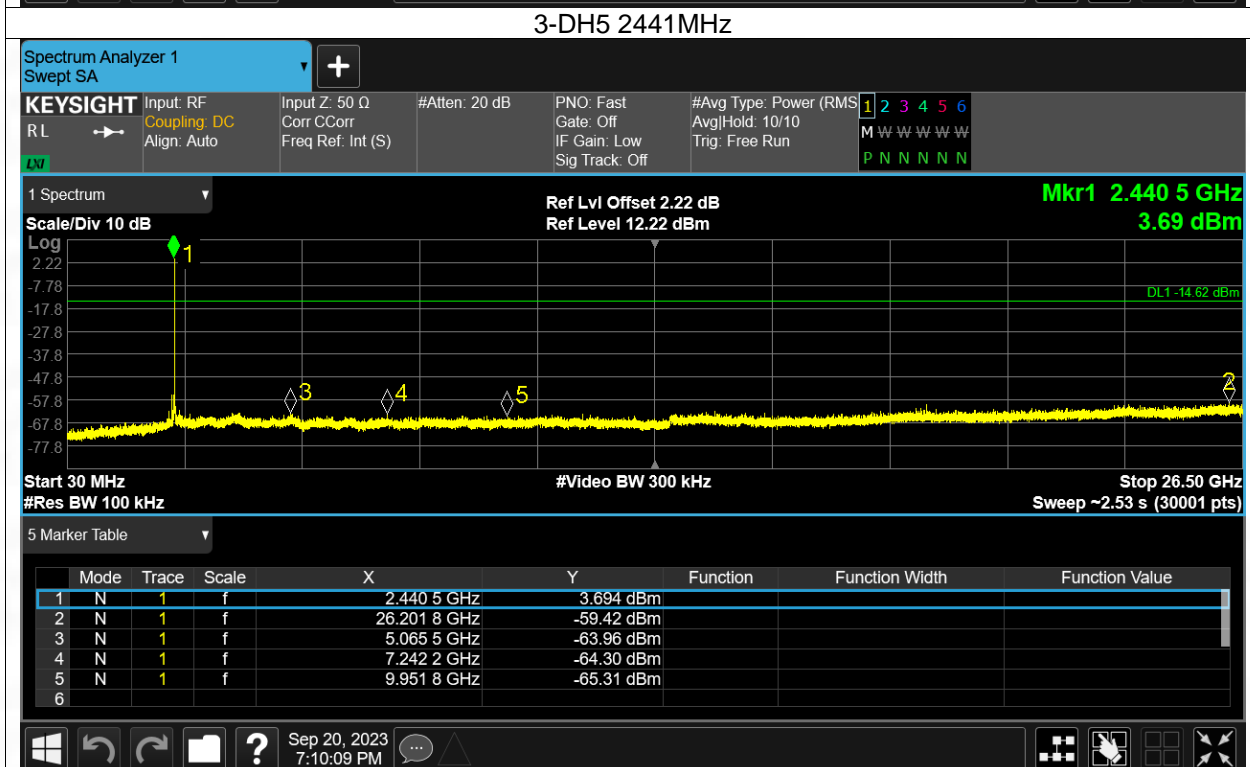 3-DH5 2441MHz
Spectrum Analyzer 1
Swept SA
+
KEYSIGHT
RL
LXI
Input: RF
Coupling: DC
Align: Auto
Input Z: 50 Ω
Corr CCorr
Freq Ref: Int (S)
#Atten: 20 dB
PNO: Fast
Gate: Off
IF Gain: Low
Sig Track: Off
#Avg Type: Power (RMS
Avg|Hold: 10/10
Trig: Free Run
1 2 3 4 5 6
M W W W W W
P N N N N N
1 Spectrum
Scale/Div 10 dB
Ref Lvl Offset 2.22 dB
Ref Level 12.22 dBm
Mkr1 2.440 5 GHz
3.69 dBm
Log
2.22
-7.78
-17.8
-27.8
-37.8
-47.8
-57.8
-67.8
-77.8
1
DL1 -14.62 dBm
3
4
5
2
Start 30 MHz
#Res BW 100 kHz
#Video BW 300 kHz
Stop 26.50 GHz
Sweep ~2.53 s (30001 pts)
5 Marker Table
Mode Trace Scale X Y Function Function Width Function Value
1 N 1 f 2.440 5 GHz 3.694 dBm
2 N 1 f 26.201 8 GHz -59.42 dBm
3 N 1 f 5.065 5 GHz -63.96 dBm
4 N 1 f 7.242 2 GHz -64.30 dBm
5 N 1 f 9.951 8 GHz -65.31 dBm
6
?
Sep 20, 2023
7:10:09 PM